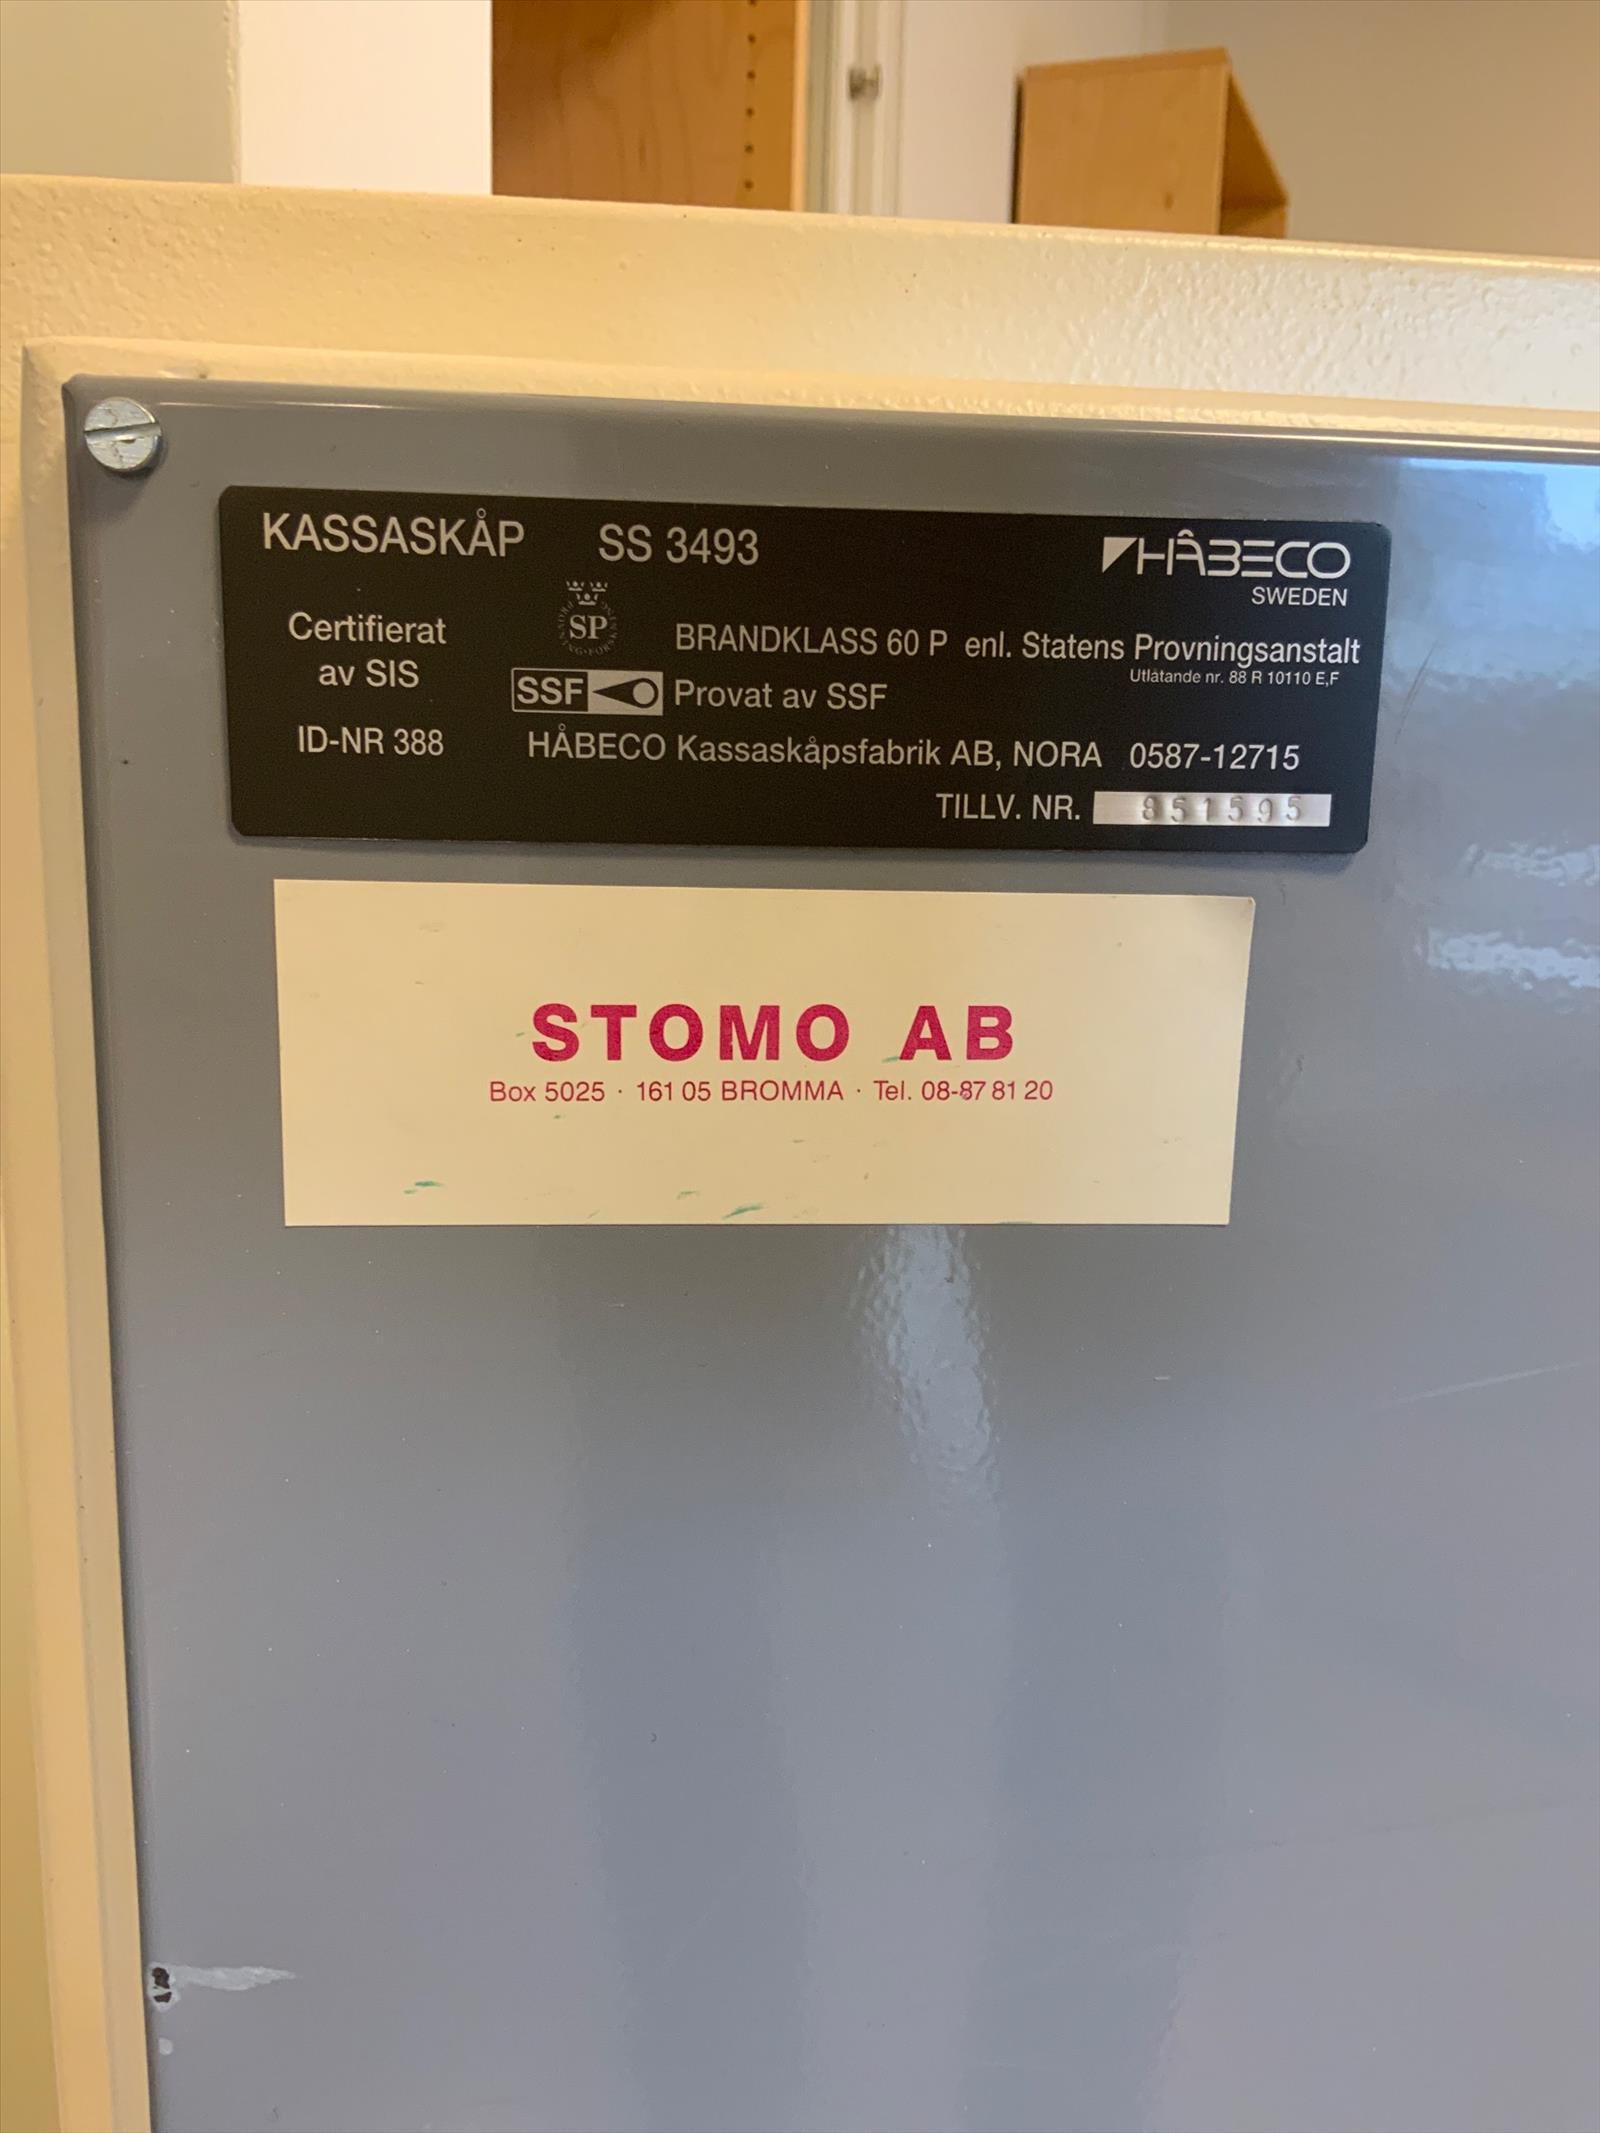 KASSASKÅP SS 3493
HÅBECO
SWEDEN
Certifierat
av SIS
SP
BRANDKLASS 60 P enl. Statens Provningsanstalt
Utlåtande nr. 88 R 10110 E,F
SSF Provat av SSF
ID-NR 388
HÅBECO Kassaskåpsfabrik AB, NORA 0587-12715
TILLV. NR. 851595
STOMO AB
Box 5025 · 161 05 BROMMA · Tel. 08-87 81 20